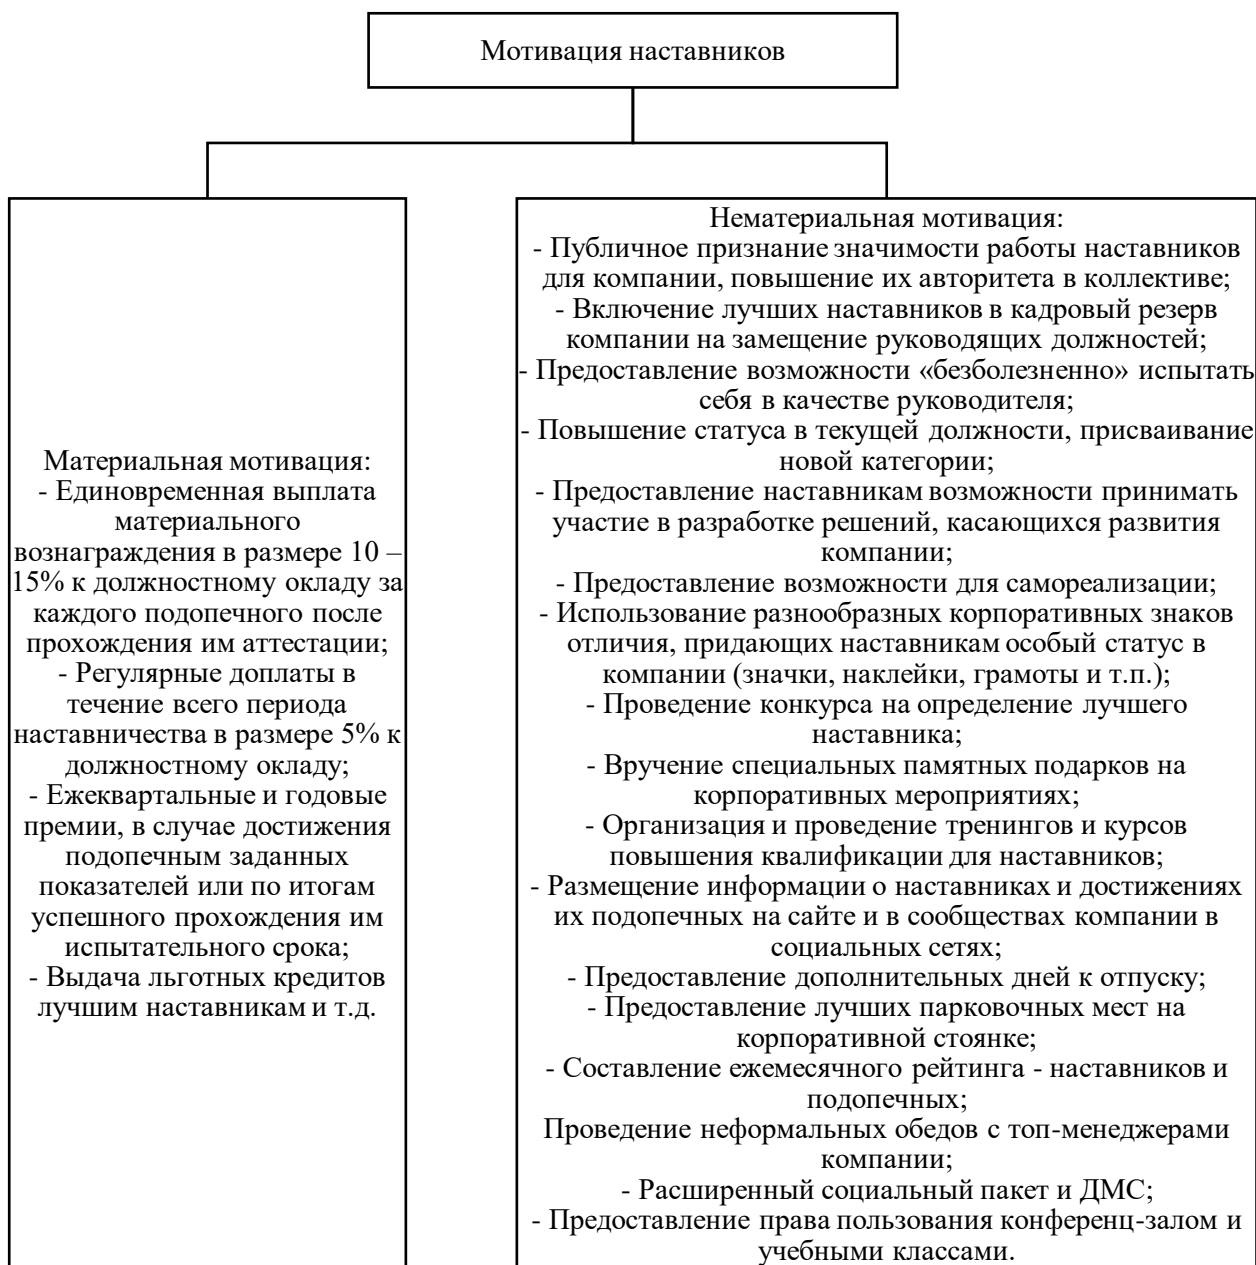 Мотивация наставников
Материальная мотивация:
- Единовременная выплата
материального
вознаграждения в размере 10 –
15% к должностному окладу за
каждого подопечного после
прохождения им аттестации;
- Регулярные доплаты в
течение всего периода
наставничества в размере 5% к
должностному окладу;
- Ежеквартальные и годовые
премии, в случае достижения
подопечным заданных
показателей или по итогам
успешного прохождения им
испытательного срока;
- Выдача льготных кредитов
лучшим наставникам и т.д.
Нематериальная мотивация:
- Публичное признание значимости работы наставников
для компании, повышение их авторитета в коллективе;
- Включение лучших наставников в кадровый резерв
компании на замещение руководящих должностей;
- Предоставление возможности «безболезненно» испытать
себя в качестве руководителя;
- Повышение статуса в текущей должности, присваивание
новой категории;
- Предоставление наставникам возможности принимать
участие в разработке решений, касающихся развития
компании;
- Предоставление возможности для самореализации;
- Использование разнообразных корпоративных знаков
отличия, придающих наставникам особый статус в
компании (значки, наклейки, грамоты и т.п.);
- Проведение конкурса на определение лучшего
наставника;
- Вручение специальных памятных подарков на
корпоративных мероприятиях;
- Организация и проведение тренингов и курсов
повышения квалификации для наставников;
- Размещение информации о наставниках и достижениях
их подопечных на сайте и в сообществах компании в
социальных сетях;
- Предоставление дополнительных дней к отпуску;
- Предоставление лучших парковочных мест на
корпоративной стоянке;
- Составление ежемесячного рейтинга - наставников и
подопечных;
Проведение неформальных обедов с топ-менеджерами
компании;
- Расширенный социальный пакет и ДМС;
- Предоставление права пользования конференц-залом и
учебными классами.